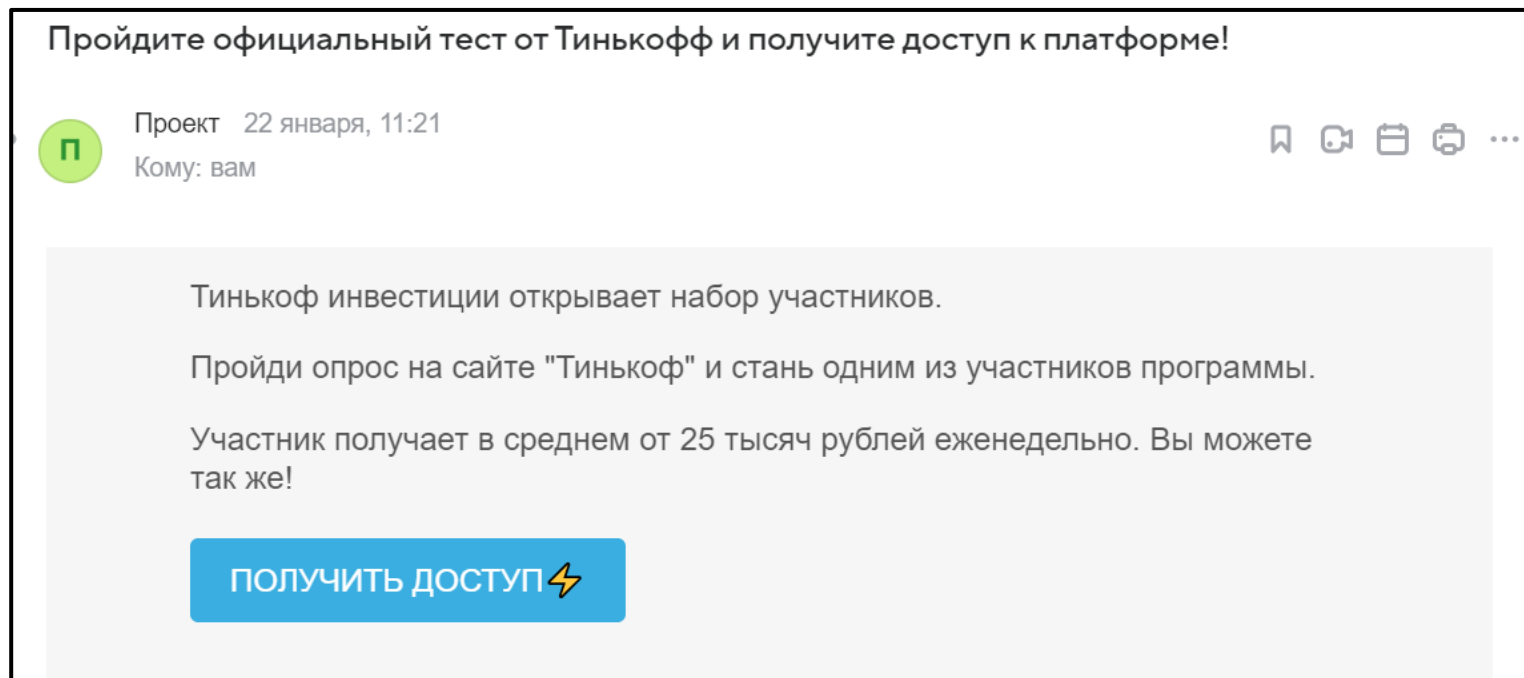 Пройдите официальный тест от Тинькофф и получите доступ к платформе!
П
Проект 22 января, 11:21
Кому: вам
Тинькоф инвестиции открывает набор участников.
Пройди опрос на сайте "Тинькоф" и стань одним из участников программы.
Участник получает в среднем от 25 тысяч рублей еженедельно. Вы можете
так же!
ПОЛУЧИТЬ ДОСТУП⚡